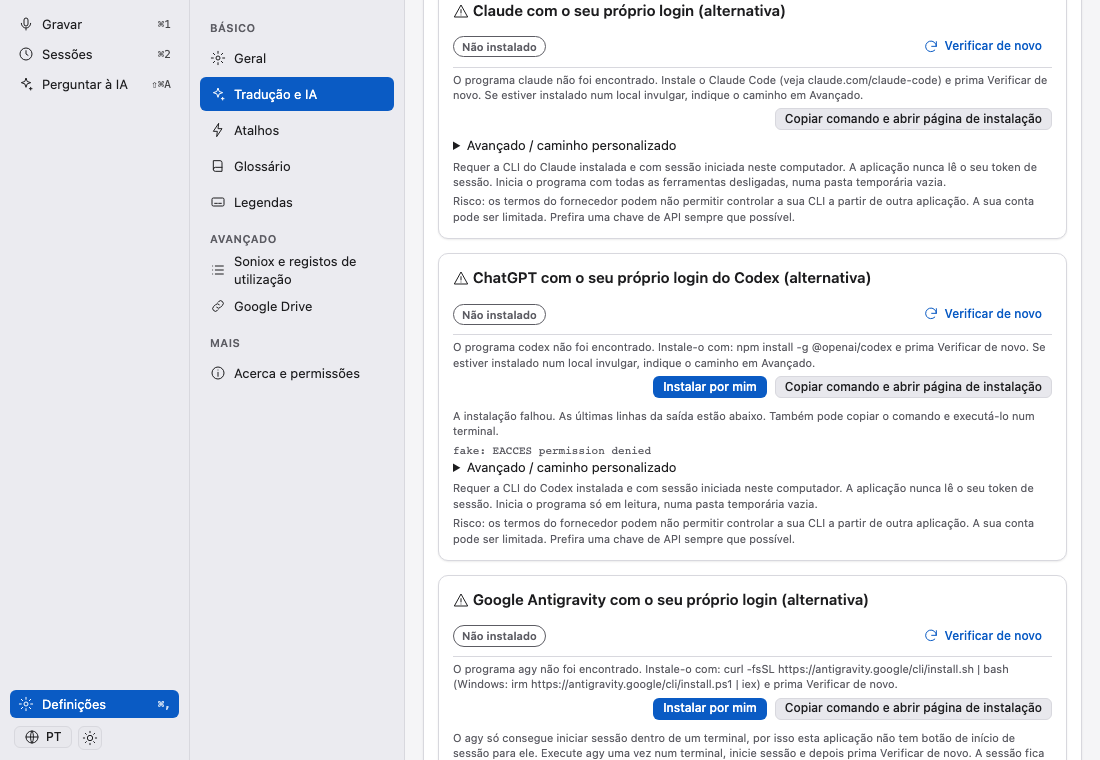 Gravar ⌘1
Sessões ⌘2
Perguntar à IA ⇧⌘A
Definições ⌘,
PT
BÁSICO
Geral
Tradução e IA
Atalhos
Glossário
Legendas
AVANÇADO
Soniox e registos de
utilização
Google Drive
MAIS
Acerca e permissões
Claude com o seu próprio login (alternativa)
Não instalado
Verificar de novo
O programa claude não foi encontrado. Instale o Claude Code (veja claude.com/claude-code) e prima Verificar de
novo. Se estiver instalado num local invulgar, indique o caminho em Avançado.
Copiar comando e abrir página de instalação
Avançado / caminho personalizado
Requer a CLI do Claude instalada e com sessão iniciada neste computador. A aplicação nunca lê o seu token de
sessão. Inicia o programa com todas as ferramentas desligadas, numa pasta temporária vazia.
Risco: os termos do fornecedor podem não permitir controlar a sua CLI a partir de outra aplicação. A sua conta
pode ser limitada. Prefira uma chave de API sempre que possível.
ChatGPT com o seu próprio login do Codex (alternativa)
Não instalado
Verificar de novo
O programa codex não foi encontrado. Instale-o com: npm install -g @openai/codex e prima Verificar de novo. Se
estiver instalado num local invulgar, indique o caminho em Avançado.
Instalar por mim
Copiar comando e abrir página de instalação
A instalação falhou. As últimas linhas da saída estão abaixo. Também pode copiar o comando e executá-lo num
terminal.
fake: EACCES permission denied
Avançado / caminho personalizado
Requer a CLI do Codex instalada e com sessão iniciada neste computador. A aplicação nunca lê o seu token de
sessão. Inicia o programa só em leitura, numa pasta temporária vazia.
Risco: os termos do fornecedor podem não permitir controlar a sua CLI a partir de outra aplicação. A sua conta
pode ser limitada. Prefira uma chave de API sempre que possível.
Google Antigravity com o seu próprio login (alternativa)
Não instalado
Verificar de novo
O programa agy não foi encontrado. Instale-o com: curl -fsSL https://antigravity.google/cli/install.sh | bash
(Windows: irm https://antigravity.google/cli/install.ps1 | iex) e prima Verificar de novo.
Instalar por mim
Copiar comando e abrir página de instalação
O agy só consegue iniciar sessão dentro de um terminal, por isso esta aplicação não tem botão de início de
sessão para ele. Execute agy uma vez num terminal, inicie sessão e depois prima Verificar de novo. A sessão fica